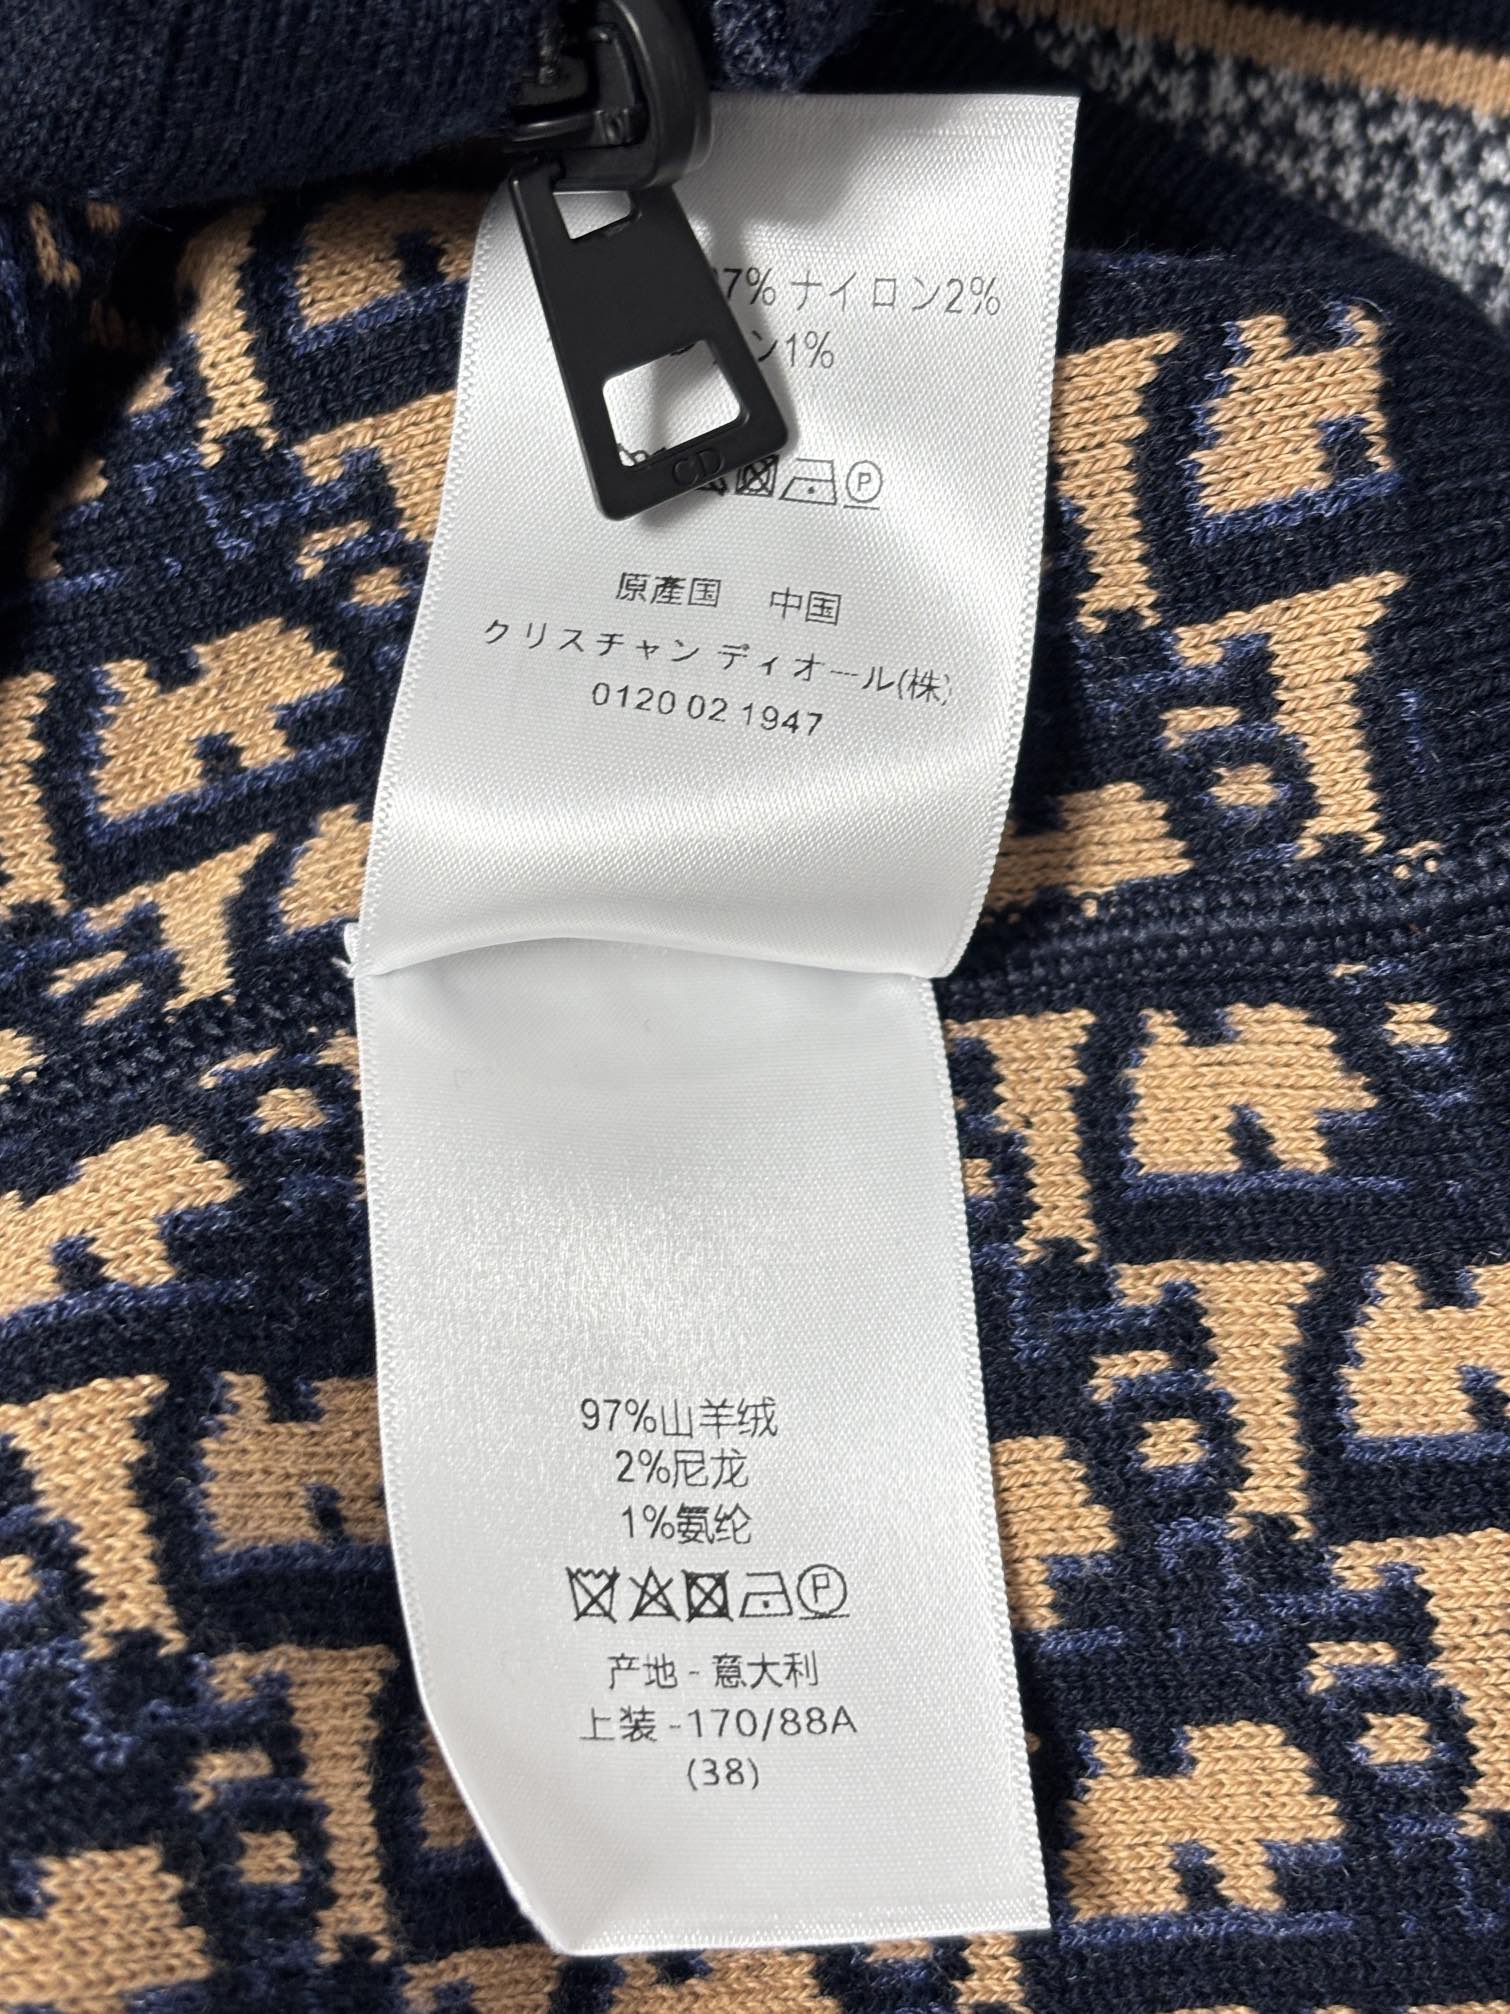 7% ナイロン2%
ン1%
CD
P
原產国 中国
クリスチャン ディオール(株)
0120 02 1947
97%山羊绒
2%尼龙
1%氨纶
P
产地 - 意大利
上装 -170/88A
(38)